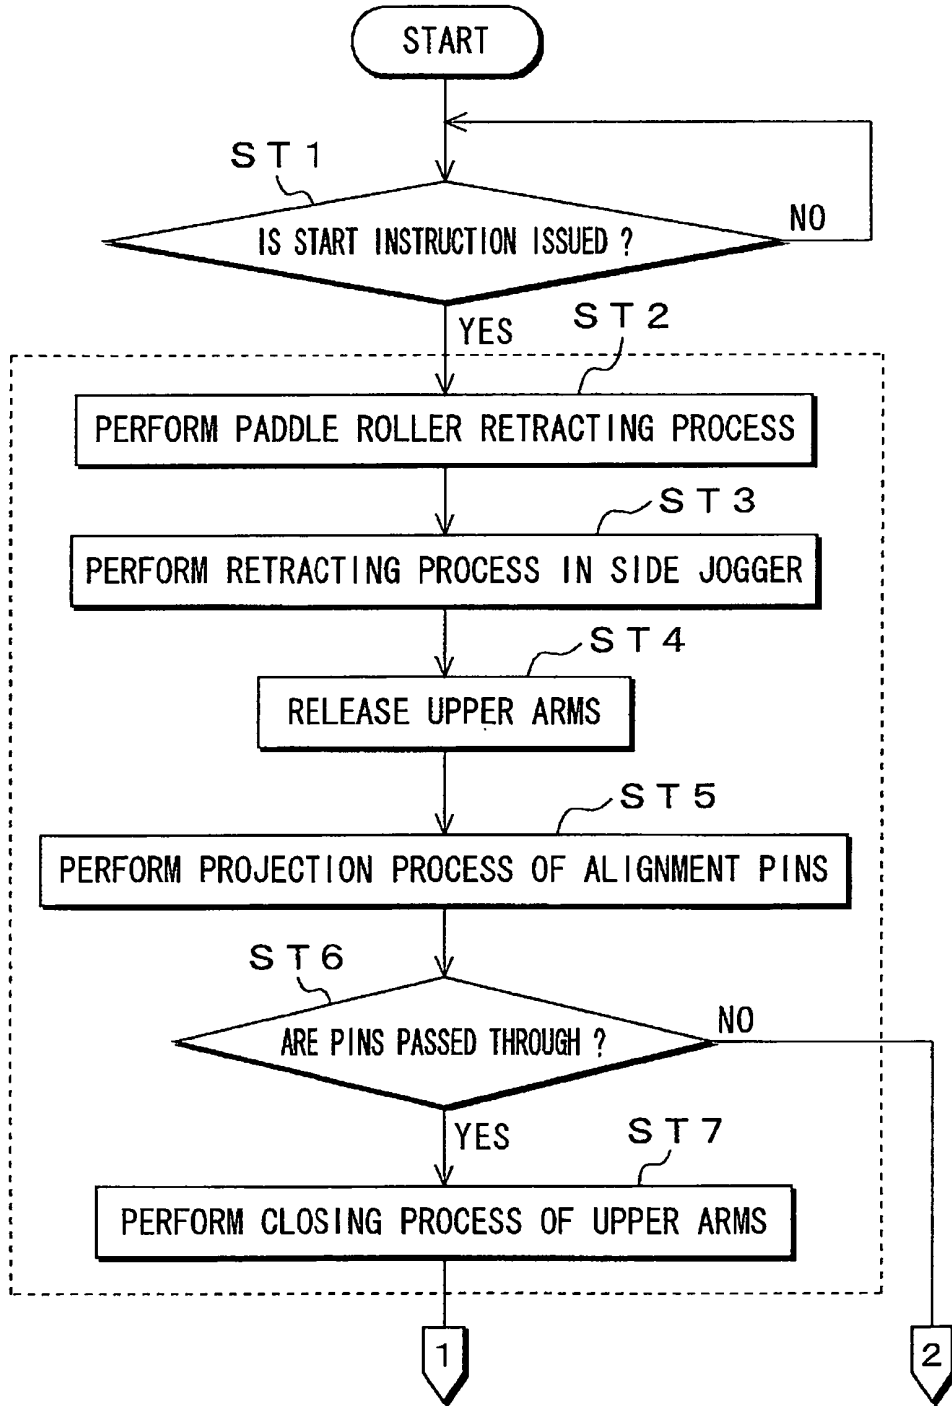 START
ST1
IS START INSTRUCTION ISSUED ?
NO
YES
ST2
PERFORM PADDLE ROLLER RETRACTING PROCESS
ST3
PERFORM RETRACTING PROCESS IN SIDE JOGGER
ST4
RELEASE UPPER ARMS
ST5
PERFORM PROJECTION PROCESS OF ALIGNMENT PINS
ST6
ARE PINS PASSED THROUGH ?
NO
YES
ST7
PERFORM CLOSING PROCESS OF UPPER ARMS
1
2